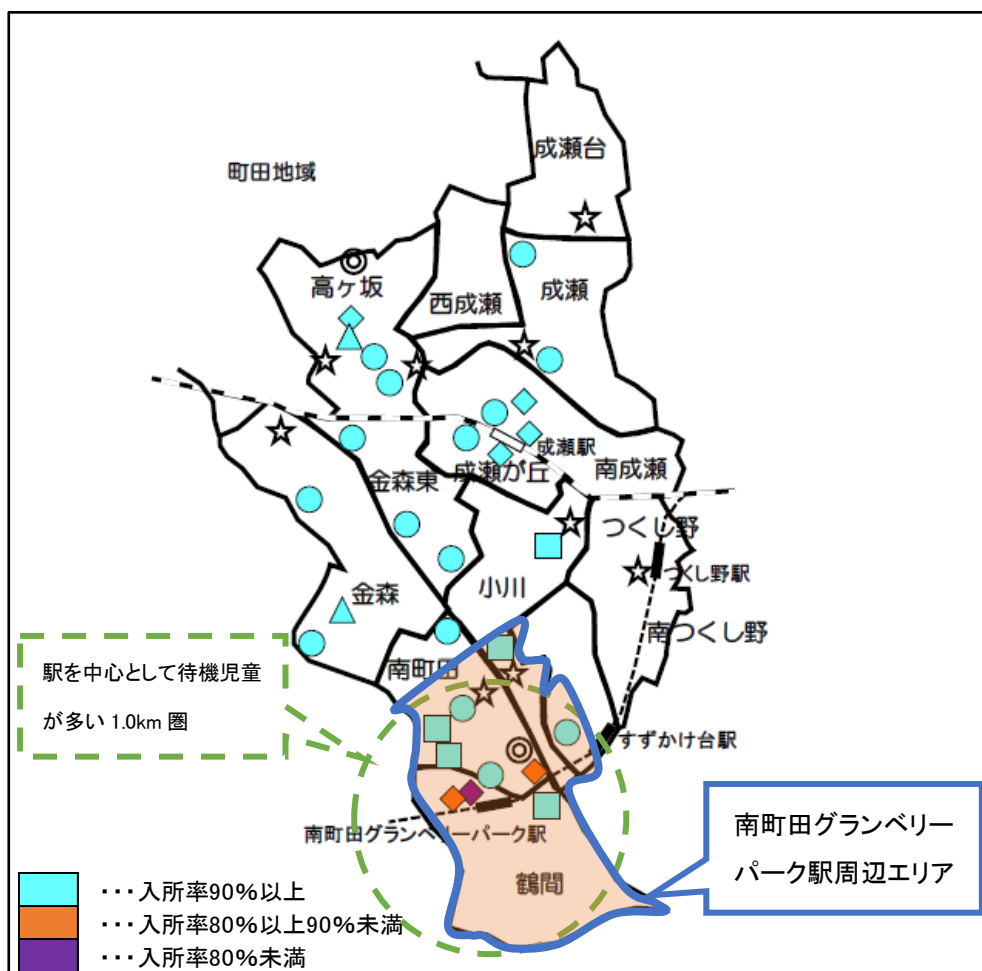 成瀬台
町田地域
高ヶ坂
西成瀬
成瀬
成瀬駅
成瀬が丘
南成瀬
金森東
つくし野
つくし野駅
小川
金森
南つくし野
南町田
駅を中心として待機児童
が多い 1.0km 圏
すずかけ台駅
南町田グランベリーパーク駅
鶴間
南町田グランベリー
パーク駅周辺エリア
・・・入所率90%以上
・・・入所率80%以上90%未満
・・・入所率80%未満